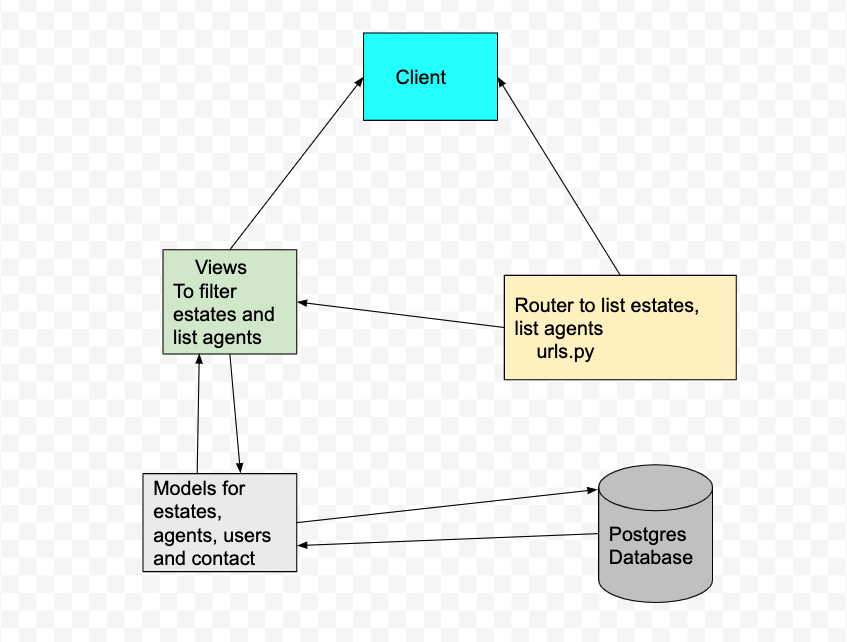 Client
Views
To filter
estates and
list agents
Router to list estates,
list agents
urls.py
Models for
estates,
agents, users
and contact
Postgres
Database